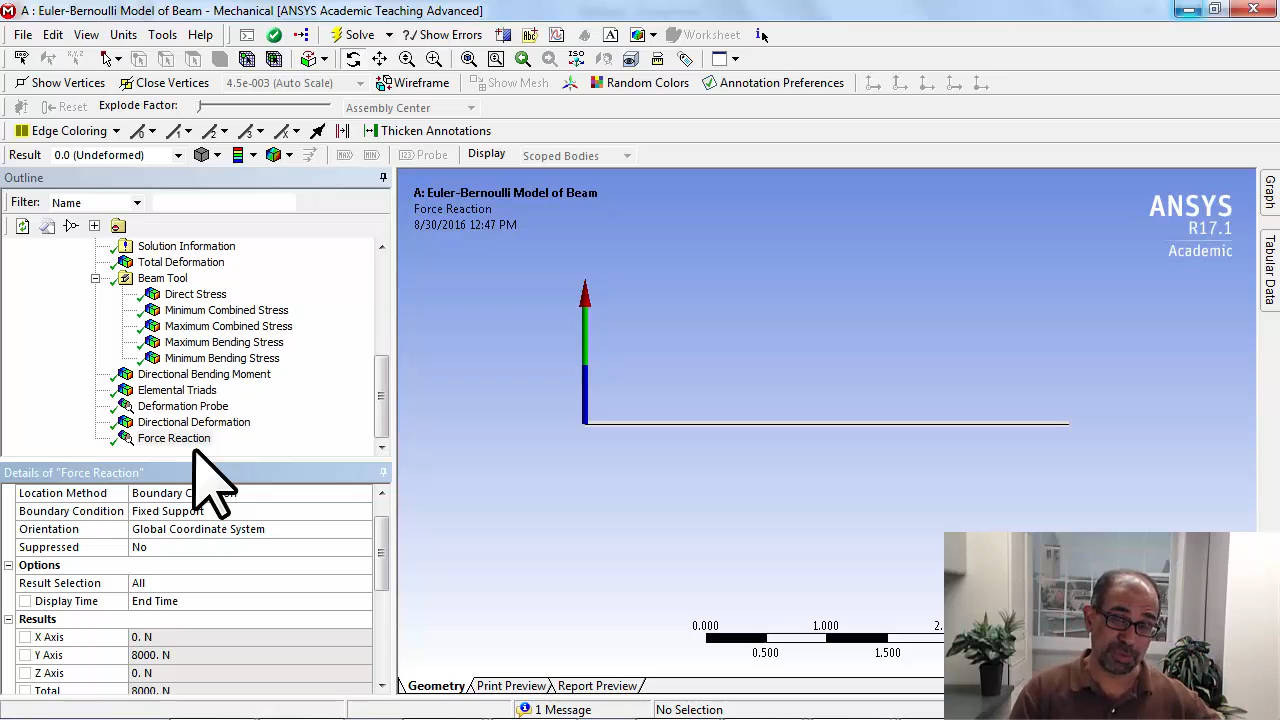 A : Euler-Bernoulli Model of Beam - Mechanical [ANSYS Academic Teaching Advanced]
File Edit View Units Tools Help Solve Show Errors Worksheet
Show Vertices Close Vertices 4.5e-003 (Auto Scale) Wireframe Show Mesh Random Colors Annotation Preferences
Reset Explode Factor: Assembly Center
Edge Coloring Thicken Annotations
Result 0.0 (Undeformed) MAX MIN Probe Display Scoped Bodies
Outline
Filter: Name
Solution Information
Total Deformation
Beam Tool
Direct Stress
Minimum Combined Stress
Maximum Combined Stress
Maximum Bending Stress
Minimum Bending Stress
Directional Bending Moment
Elemental Triads
Deformation Probe
Directional Deformation
Force Reaction
Details of "Force Reaction"
Location Method Boundary
Boundary Condition Fixed Support
Orientation Global Coordinate System
Suppressed No
Options
Result Selection All
Display Time End Time
Results
X Axis 0. N
Y Axis 8000. N
Z Axis 0. N
Total 8000. N
A: Euler-Bernoulli Model of Beam
Force Reaction
8/30/2016 12:47 PM
ANSYS
R17.1
Academic
0.000 1.000
0.500 1.500
Geometry Print Preview Report Preview
1 Message No Selection
Graph
Tabular Data